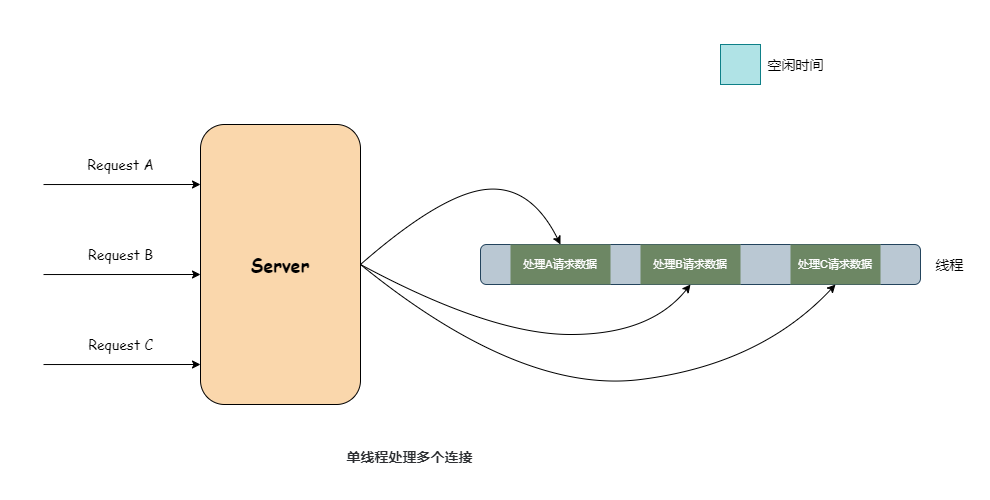 空闲时间
Request A
Request B
Server
处理A请求数据
处理B请求数据
处理C请求数据
线程
Request C
单线程处理多个连接